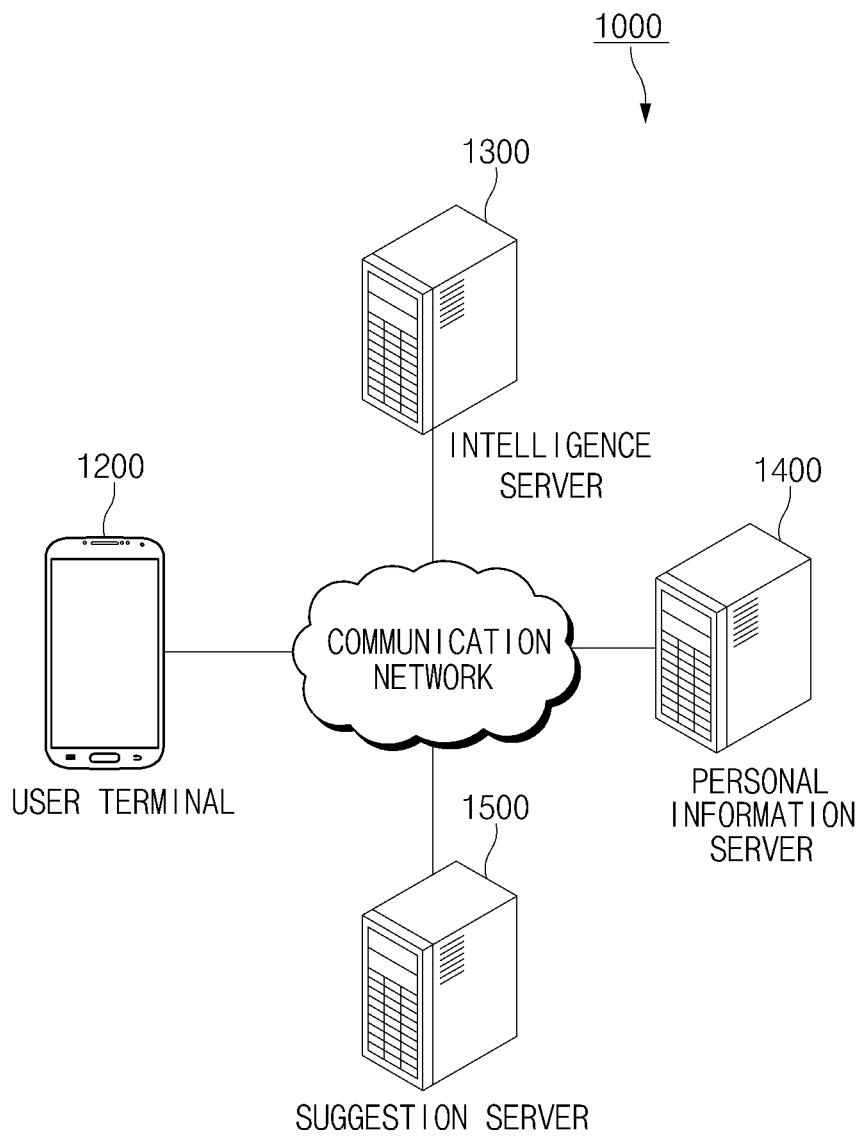 1000
1300
INTELLIGENCE
SERVER
1200
1400
COMMUNICATION
NETWORK
USER TERMINAL
PERSONAL
INFORMATION
SERVER
1500
SUGGESTION SERVER